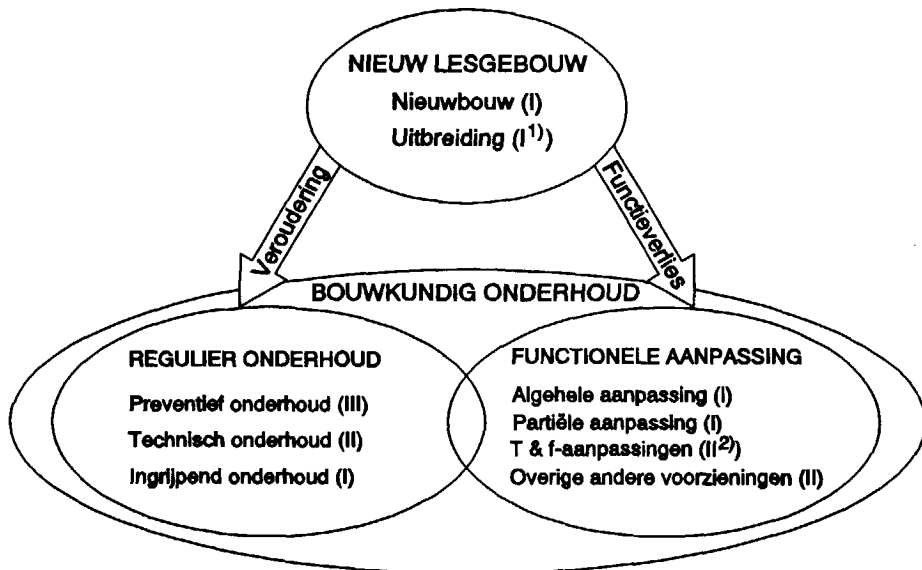 NIEUW LESGEBOUW
Nieuwbouw (I)
Uitbreiding (I¹⁾)
Veroudering
Functieverlies
BOUWKUNDIG ONDERHOUD
REGULIER ONDERHOUD
Preventief onderhoud (III)
Technisch onderhoud (II)
Ingrijpend onderhoud (I)
FUNCTIONELE AANPASSING
Algehele aanpassing (I)
Partiële aanpassing (I)
T & f-aanpassingen (II²⁾)
Overige andere voorzieningen (II)